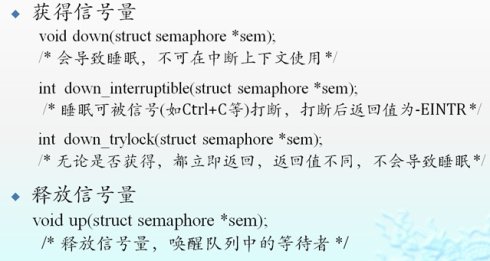 获得信号量
void down(struct semaphore *sem);
/* 会导致睡眠，不可在中断上下文使用*/
int down_interruptible(struct semaphore *sem);
/* 睡眠可被信号(如Ctrl+C等)打断，打断后返回值为-EINTR */
int down_trylock(struct semaphore *sem);
/* 无论是否获得，都立即返回，返回值不同，不会导致睡眠*/
释放信号量
void up(struct semaphore *sem);
/* 释放信号量，唤醒队列中的等待者 */